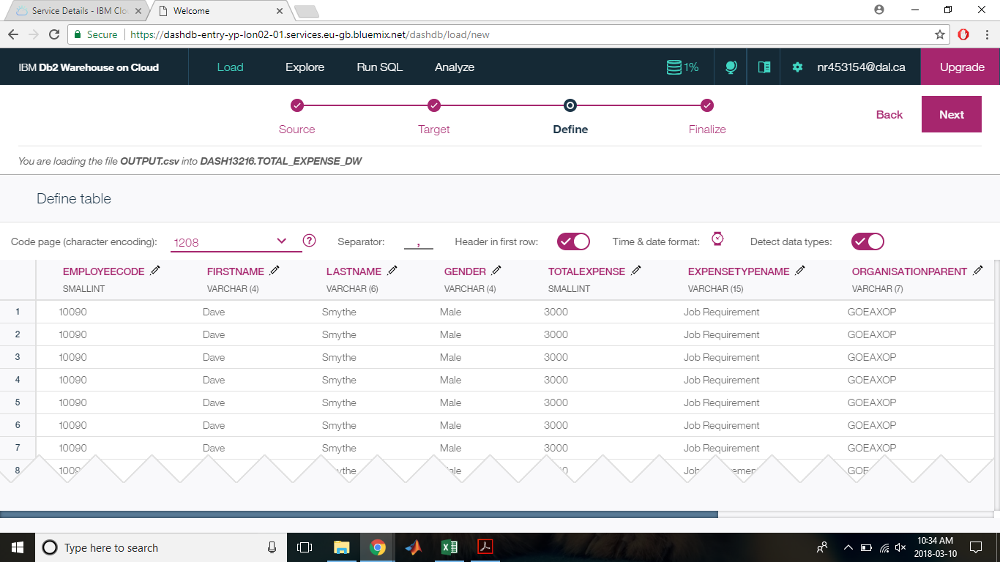 Service Details - IBM Clo
Welcome
Secure https://dashdb-entry-yp-lon02-01.services.eu-gb.bluemix.net/dashdb/load/new
IBM Db2 Warehouse on Cloud Load Explore Run SQL Analyze 1% nr453154@dal.ca Upgrade
Source Target Define Finalize Back Next
You are loading the file OUTPUT.csv into DASH13216.TOTAL_EXPENSE_DW
Define table
Code page (character encoding): 1208 ? Separator: , Header in first row: Time & date format: Detect data types:
EMPLOYEECODE FIRSTNAME LASTNAME GENDER TOTALEXPENSE EXPENSETYPENAME ORGANISATIONPARENT
SMALLINT VARCHAR (4) VARCHAR (6) VARCHAR (4) SMALLINT VARCHAR (15) VARCHAR (7)
1 10090 Dave Smythe Male 3000 Job Requirement GOEAXOP
2 10090 Dave Smythe Male 3000 Job Requirement GOEAXOP
3 10090 Dave Smythe Male 3000 Job Requirement GOEAXOP
4 10090 Dave Smythe Male 3000 Job Requirement GOEAXOP
5 10090 Dave Smythe Male 3000 Job Requirement GOEAXOP
6 10090 Dave Smythe Male 3000 Job Requirement GOEAXOP
7 10090 Dave Smythe Male 3000 Job Requirement GOEAXOP
8
Type here to search
10:34 AM
2018-03-10